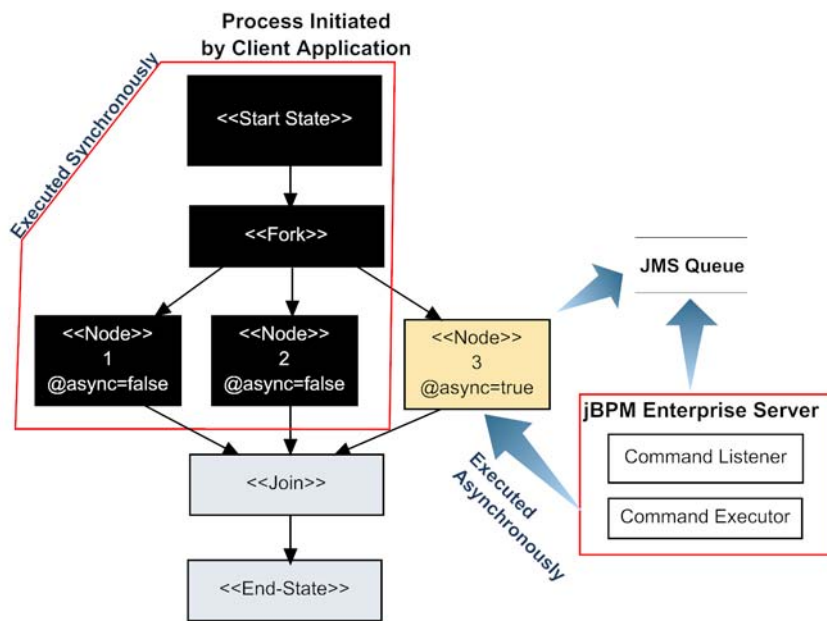 Process Initiated
by Client Application
Executed Synchronously
<<Start State>>
<<Fork>>
JMS Queue
<<Node>>
1
@async=false
<<Node>>
2
@async=false
<<Node>>
3
@async=true
jBPM Enterprise Server
Command Listener
Command Executor
Executed
Asynchronously
<<Join>>
<<End-State>>